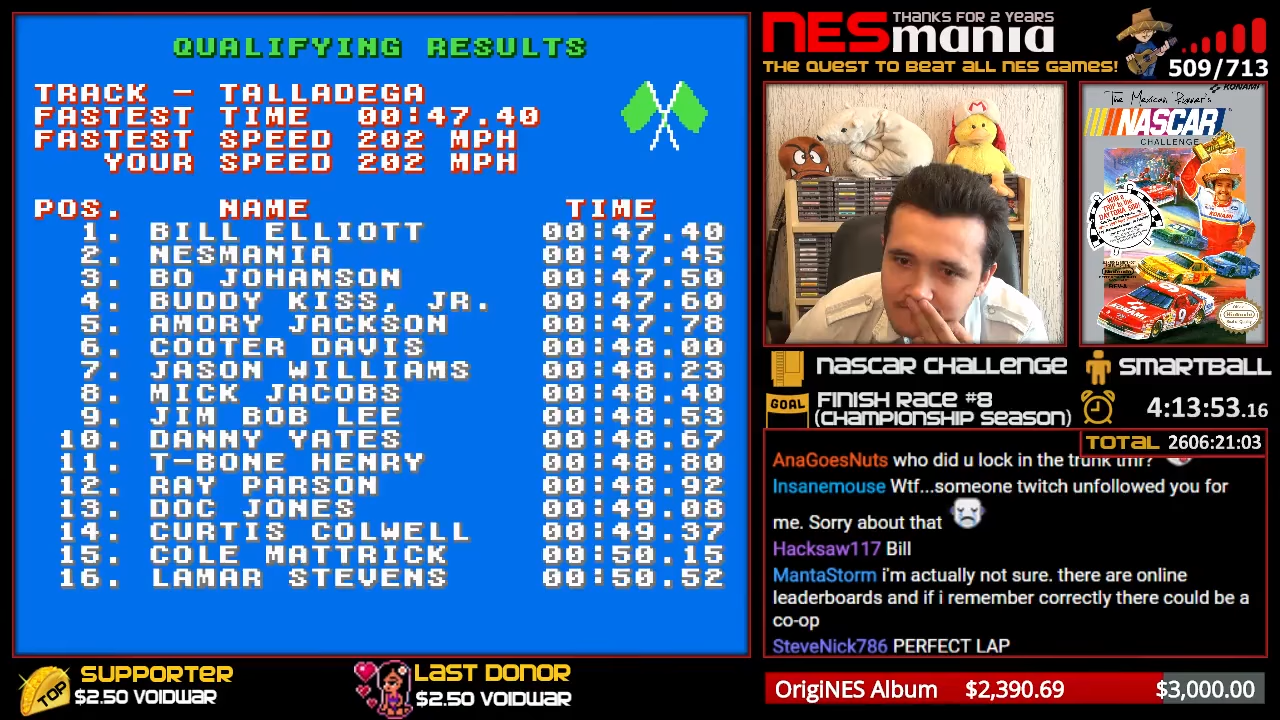 QUALIFYING RESULTS
TRACK - TALLADEGA
FASTEST TIME 00:47.40
FASTEST SPEED 202 MPH
YOUR SPEED 202 MPH
POS. NAME TIME
1. BILL ELLIOTT 00:47.40
2. NESMANIA 00:47.45
3. BO JOHANSON 00:47.50
4. BUDDY KISS, JR. 00:47.60
5. AMORY JACKSON 00:47.78
6. COOTER DAVIS 00:48.00
7. JASON WILLIAMS 00:48.23
8. MICK JACOBS 00:48.40
9. JIM BOB LEE 00:48.53
10. DANNY YATES 00:48.67
11. T-BONE HENRY 00:48.80
12. RAY PARSON 00:48.92
13. DOC JONES 00:49.08
14. CURTIS COLWELL 00:49.37
15. COLE MATTRICK 00:50.15
16. LAMAR STEVENS 00:50.52
NESmania
THANKS FOR 2 YEARS
THE QUEST TO BEAT ALL NES GAMES!
509/713
KONAMI
The Mexican Runner's
NASCAR
CHALLENGE
NASCAR CHALLENGE
SMARTBALL
GOAL
FINISH RACE #8
(CHAMPIONSHIP SEASON)
4:13:53.16
TOTAL 2606:21:03
AnaGoesNuts who did u lock in the trunk tmr?
Insanemouse Wtf...someone twitch unfollowed you for
me. Sorry about that
Hacksaw117 Bill
MantaStorm i'm actually not sure. there are online
leaderboards and if i remember correctly there could be a
co-op
SteveNick786 PERFECT LAP
TOP
SUPPORTER
$2.50 VOIDWAR
LAST DONOR
$2.50 VOIDWAR
OrigiNES Album $2,390.69 $3,000.00